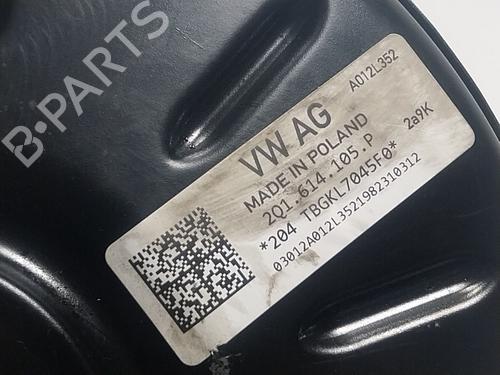 B-PARTS
A012L352
VW AG
MADE IN POLAND
2Q1.614.105.P 2a9K
*204 TBGKL7045F0*
03012A012L3521982310312